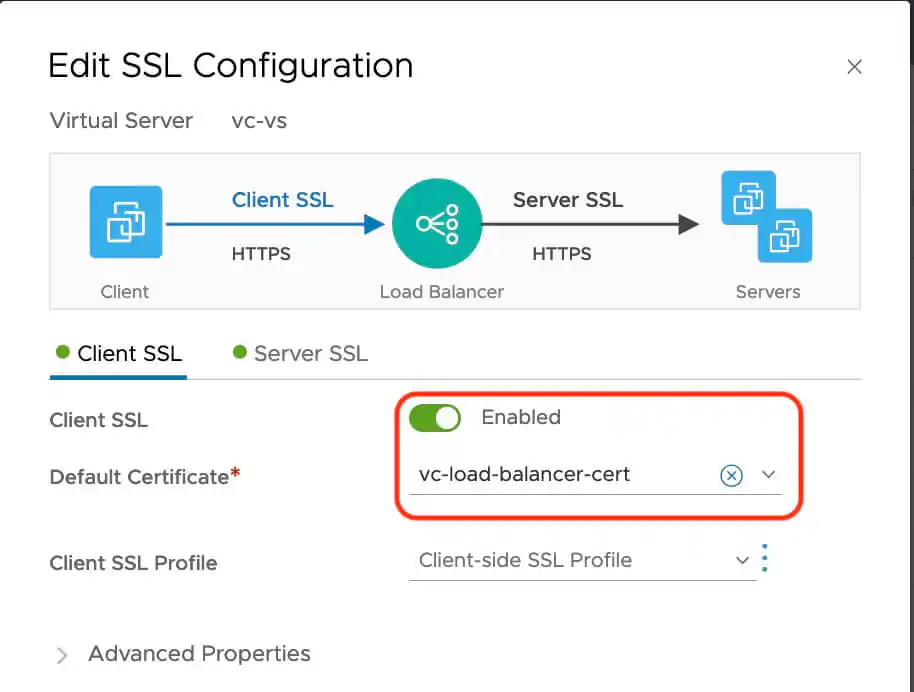 Edit SSL Configuration
Virtual Server vc-vs
Client SSL Server SSL
HTTPS HTTPS
Client Load Balancer Servers
Client SSL Server SSL
Client SSL Enabled
Default Certificate* vc-load-balancer-cert
Client SSL Profile Client-side SSL Profile
Advanced Properties